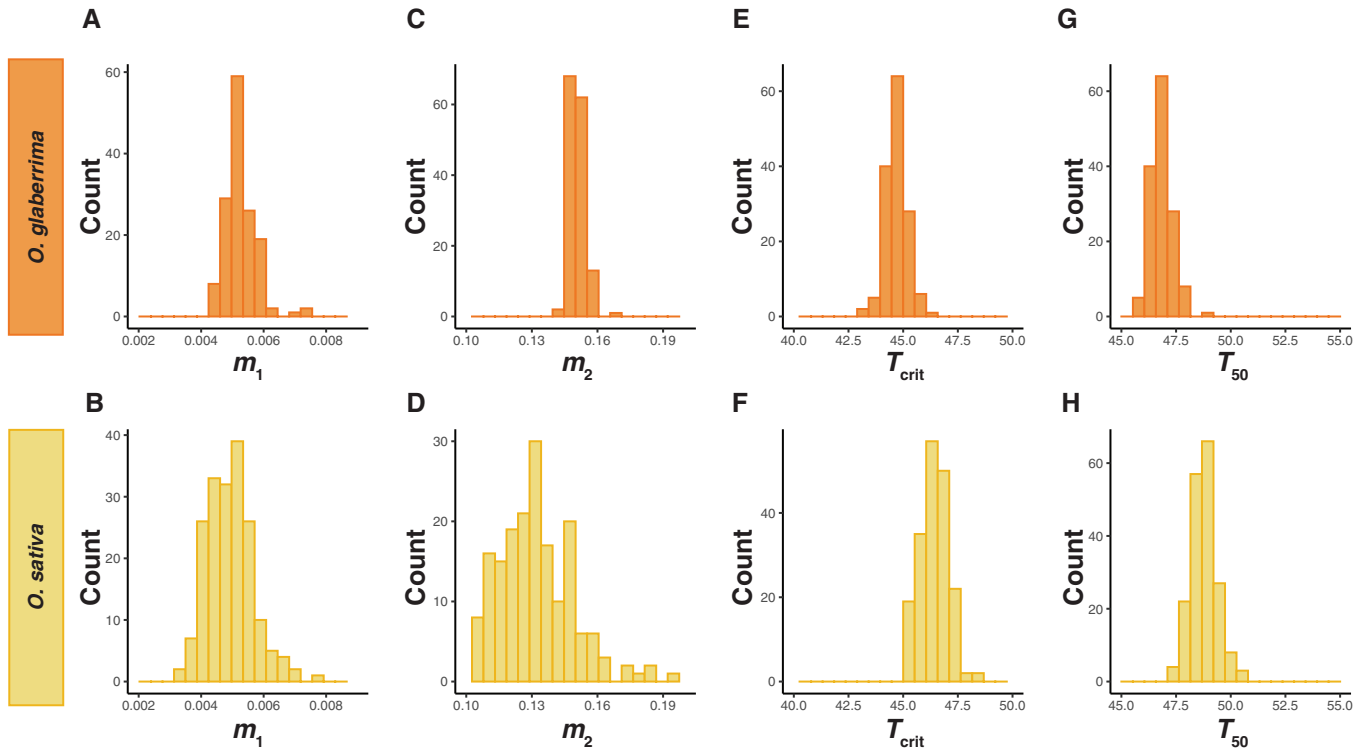 A
C
E
G
O. glaberrima
Count
60
40
20
0
0.002 0.004 0.006 0.008
m1
Count
60
40
20
0
0.10 0.13 0.16 0.19
m2
Count
60
40
20
0
40.0 42.5 45.0 47.5 50.0
Tcrit
Count
60
40
20
0
45.0 47.5 50.0 52.5 55.0
T50
B
D
F
H
O. sativa
Count
40
30
20
10
0
0.002 0.004 0.006 0.008
m1
Count
30
20
10
0
0.10 0.13 0.16 0.19
m2
Count
40
20
0
40.0 42.5 45.0 47.5 50.0
Tcrit
Count
60
40
20
0
45.0 47.5 50.0 52.5 55.0
T50